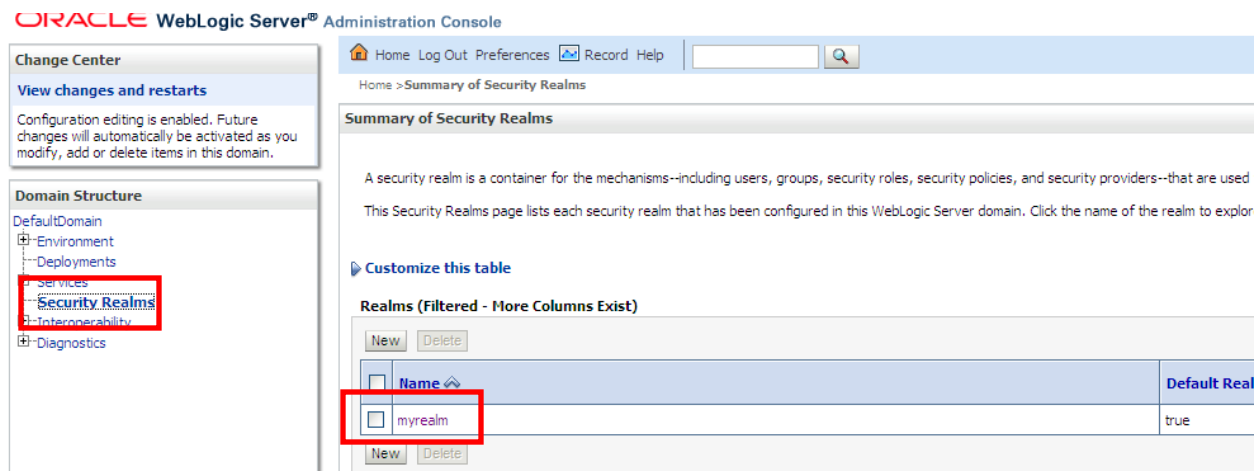 ORACLE WebLogic Server® Administration Console
Change Center
View changes and restarts
Configuration editing is enabled. Future
changes will automatically be activated as you
modify, add or delete items in this domain.
Domain Structure
DefaultDomain
Environment
Deployments
Services
Security Realms
Interoperability
Diagnostics
Home Log Out Preferences Record Help
Home >Summary of Security Realms
Summary of Security Realms
A security realm is a container for the mechanisms--including users, groups, security roles, security policies, and security providers--that are used
This Security Realms page lists each security realm that has been configured in this WebLogic Server domain. Click the name of the realm to explor
Customize this table
Realms (Filtered - More Columns Exist)
New Delete
Name Default Real
myrealm true
New Delete